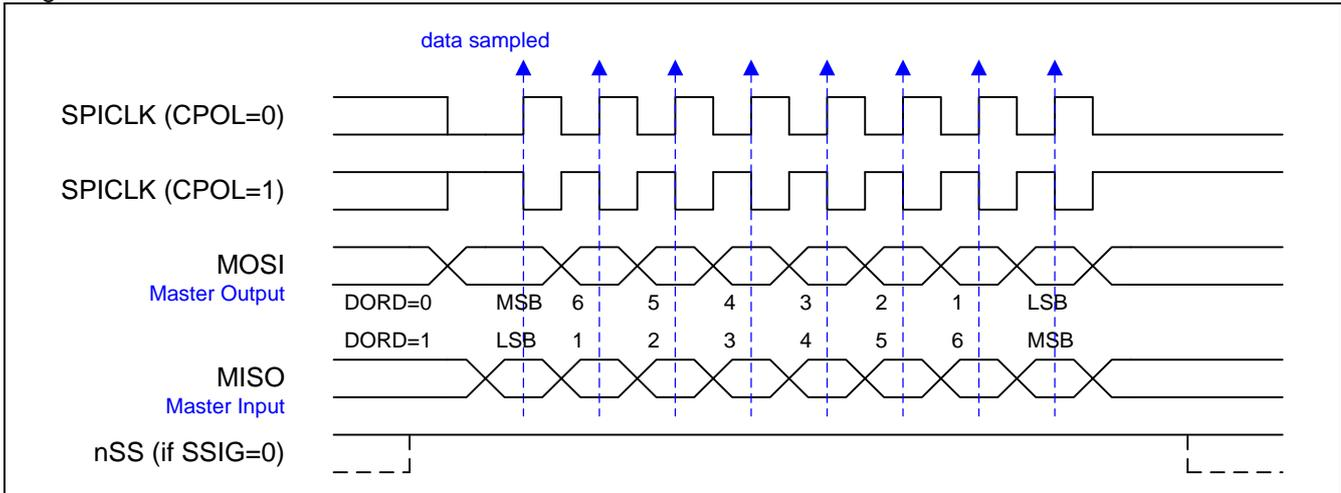 data sampled
SPICLK (CPOL=0)
SPICLK (CPOL=1)
MOSI
Master Output
DORD=0 MSB 6 5 4 3 2 1 LSB
DORD=1 LSB 1 2 3 4 5 6 MSB
MISO
Master Input
nSS (if SSIG=0)